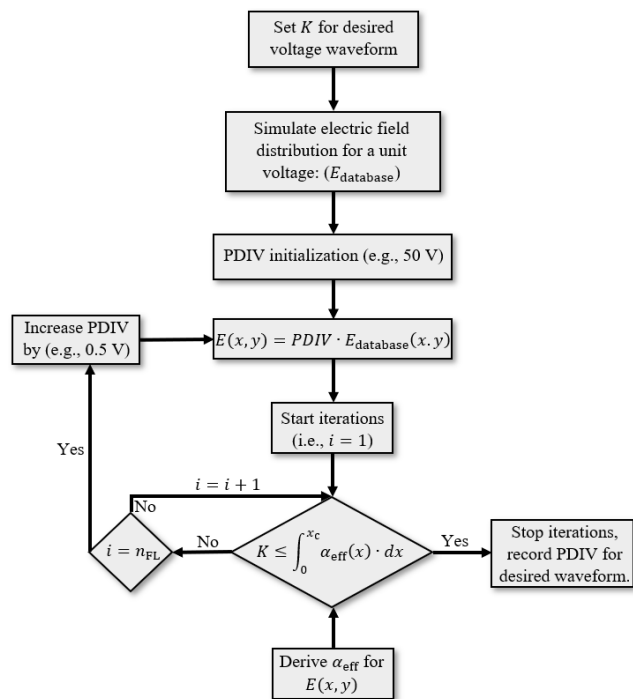 Set K for desired
voltage waveform
Simulate electric field
distribution for a unit
voltage: (E_database)
PDIV initialization (e.g., 50 V)
Increase PDIV
by (e.g., 0.5 V)
E(x, y) = PDIV · E_database(x. y)
Start iterations
(i.e., i = 1)
Yes
i = i + 1
No
i = n_FL
No
K ≤ ∫_0^{x_c} α_eff(x) · dx
Yes
Stop iterations,
record PDIV for
desired waveform.
Derive α_eff for
E(x, y)